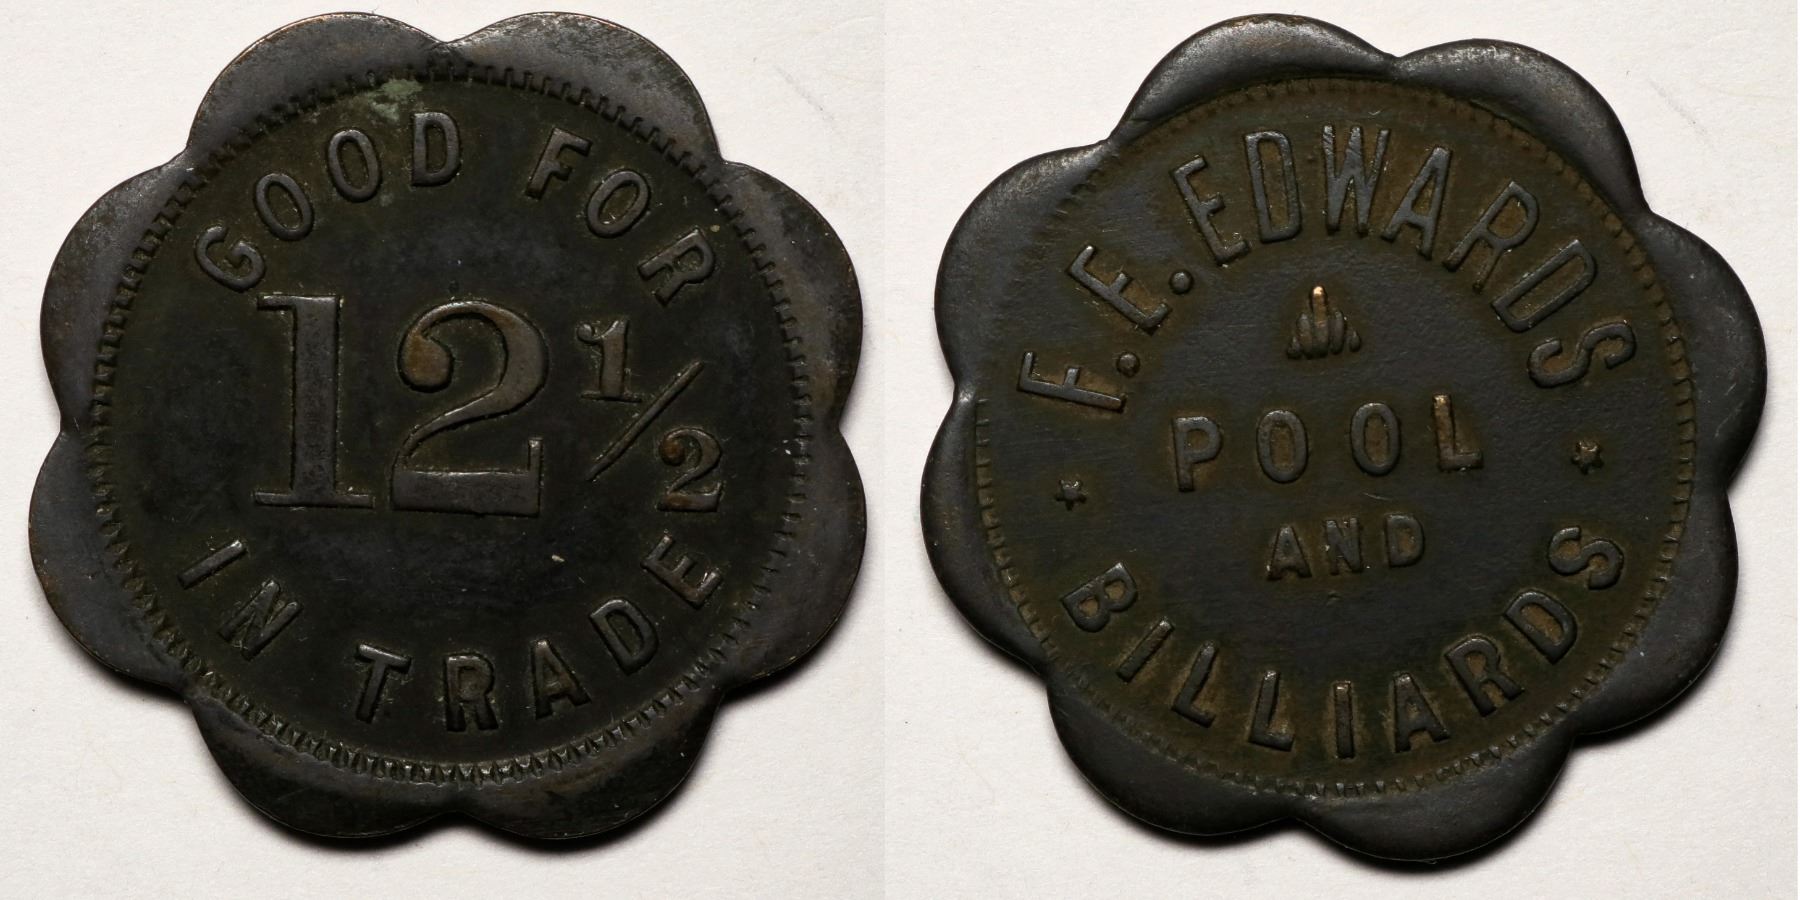 GOOD FOR
12 1/2
IN TRADE
F.E. EDWARDS
POOL
AND
BILLIARDS